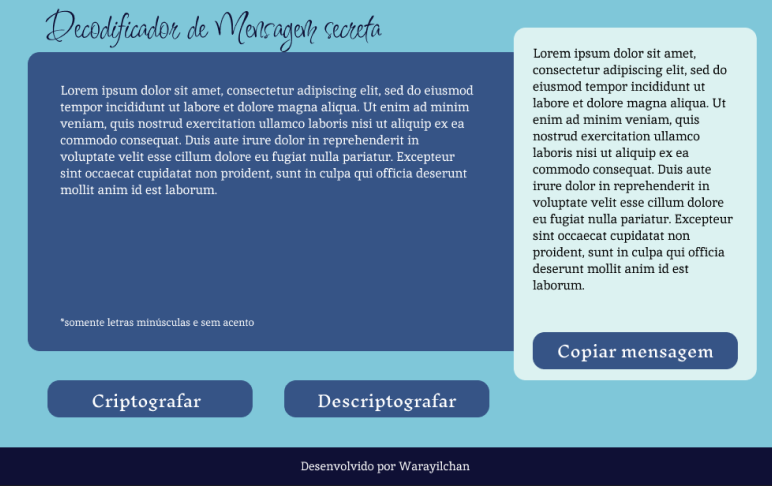 Decodificador de Mensagem secreta
Lorem ipsum dolor sit amet, consectetur adipiscing elit, sed do eiusmod
tempor incididunt ut labore et dolore magna aliqua. Ut enim ad minim
veniam, quis nostrud exercitation ullamco laboris nisi ut aliquip ex ea
commodo consequat. Duis aute irure dolor in reprehenderit in
voluptate velit esse cillum dolore eu fugiat nulla pariatur. Excepteur
sint occaecat cupidatat non proident, sunt in culpa qui officia deserunt
mollit anim id est laborum.
*somente letras minúsculas e sem acento
Criptografar
Descriptografar
Lorem ipsum dolor sit amet,
consectetur adipiscing elit, sed do
eiusmod tempor incididunt ut
labore et dolore magna aliqua. Ut
enim ad minim veniam, quis
nostrud exercitation ullamco
laboris nisi ut aliquip ex ea
commodo consequat. Duis aute
irure dolor in reprehenderit in
voluptate velit esse cillum dolore
eu fugiat nulla pariatur. Excepteur
sint occaecat cupidatat non
proident, sunt in culpa qui officia
deserunt mollit anim id est
laborum.
Copiar mensagem
Desenvolvido por Warayilchan